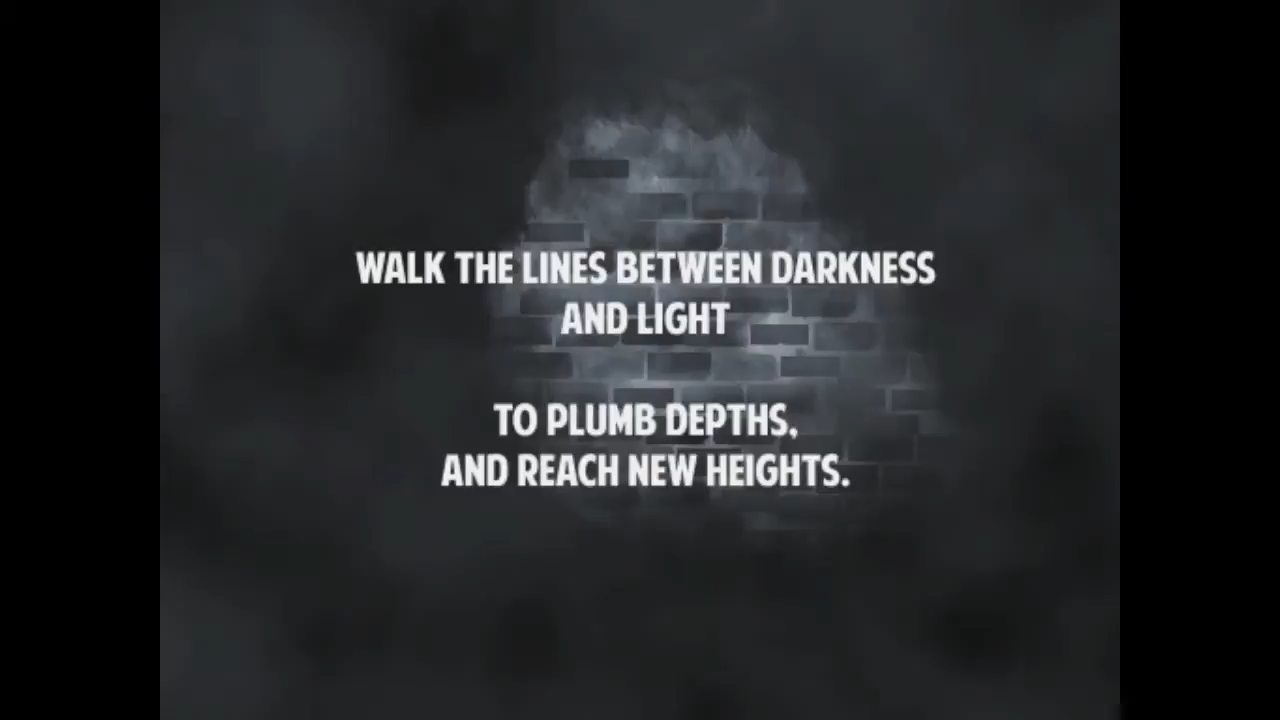 WALK THE LINES BETWEEN DARKNESS
AND LIGHT
TO PLUMB DEPTHS,
AND REACH NEW HEIGHTS.